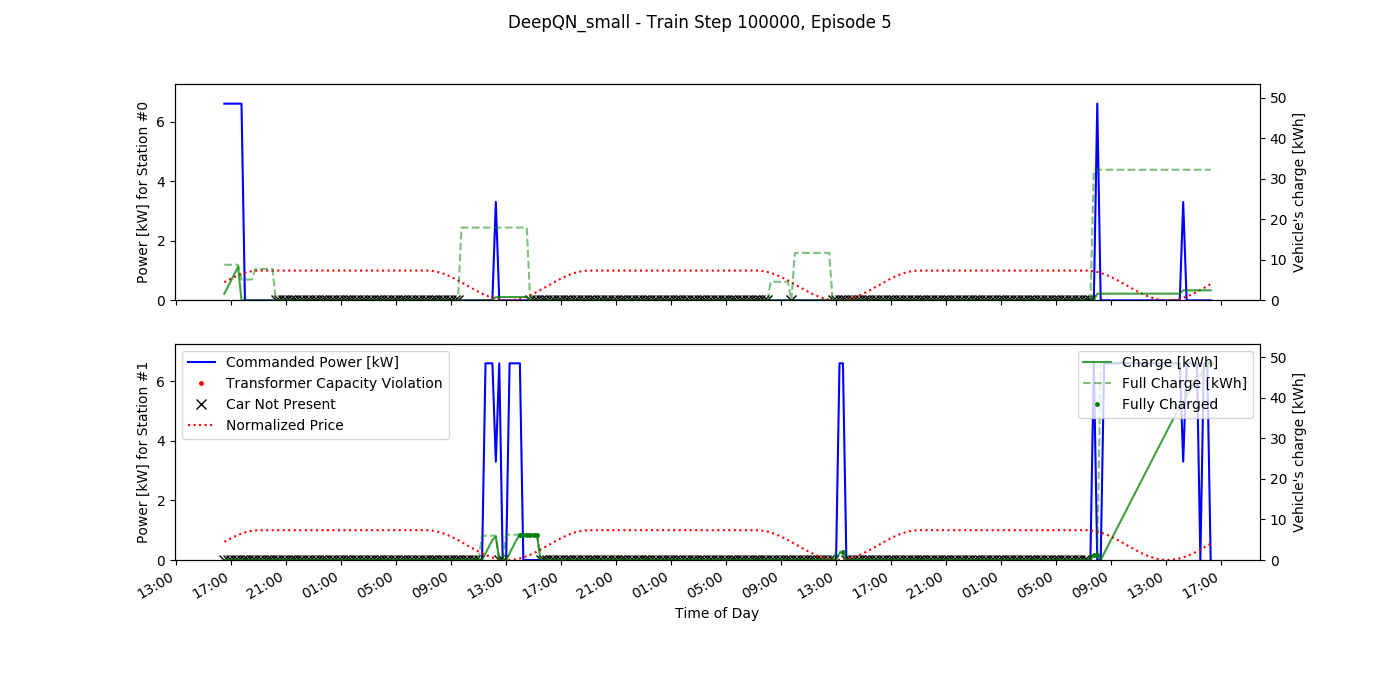 DeepQN_small - Train Step 100000, Episode 5
Power [kW] for Station #0
6
4
2
0
50
40
30
20
10
0
Vehicle's charge [kWh]
Power [kW] for Station #1
6
4
2
0
Commanded Power [kW]
Transformer Capacity Violation
Car Not Present
Normalized Price
Charge [kWh]
Full Charge [kWh]
Fully Charged
50
40
30
20
10
0
Vehicle's charge [kWh]
13:00 17:00 21:00 01:00 05:00 09:00 13:00 17:00 21:00 01:00 05:00 09:00 13:00 17:00 21:00 01:00 05:00 09:00 13:00 17:00
Time of Day